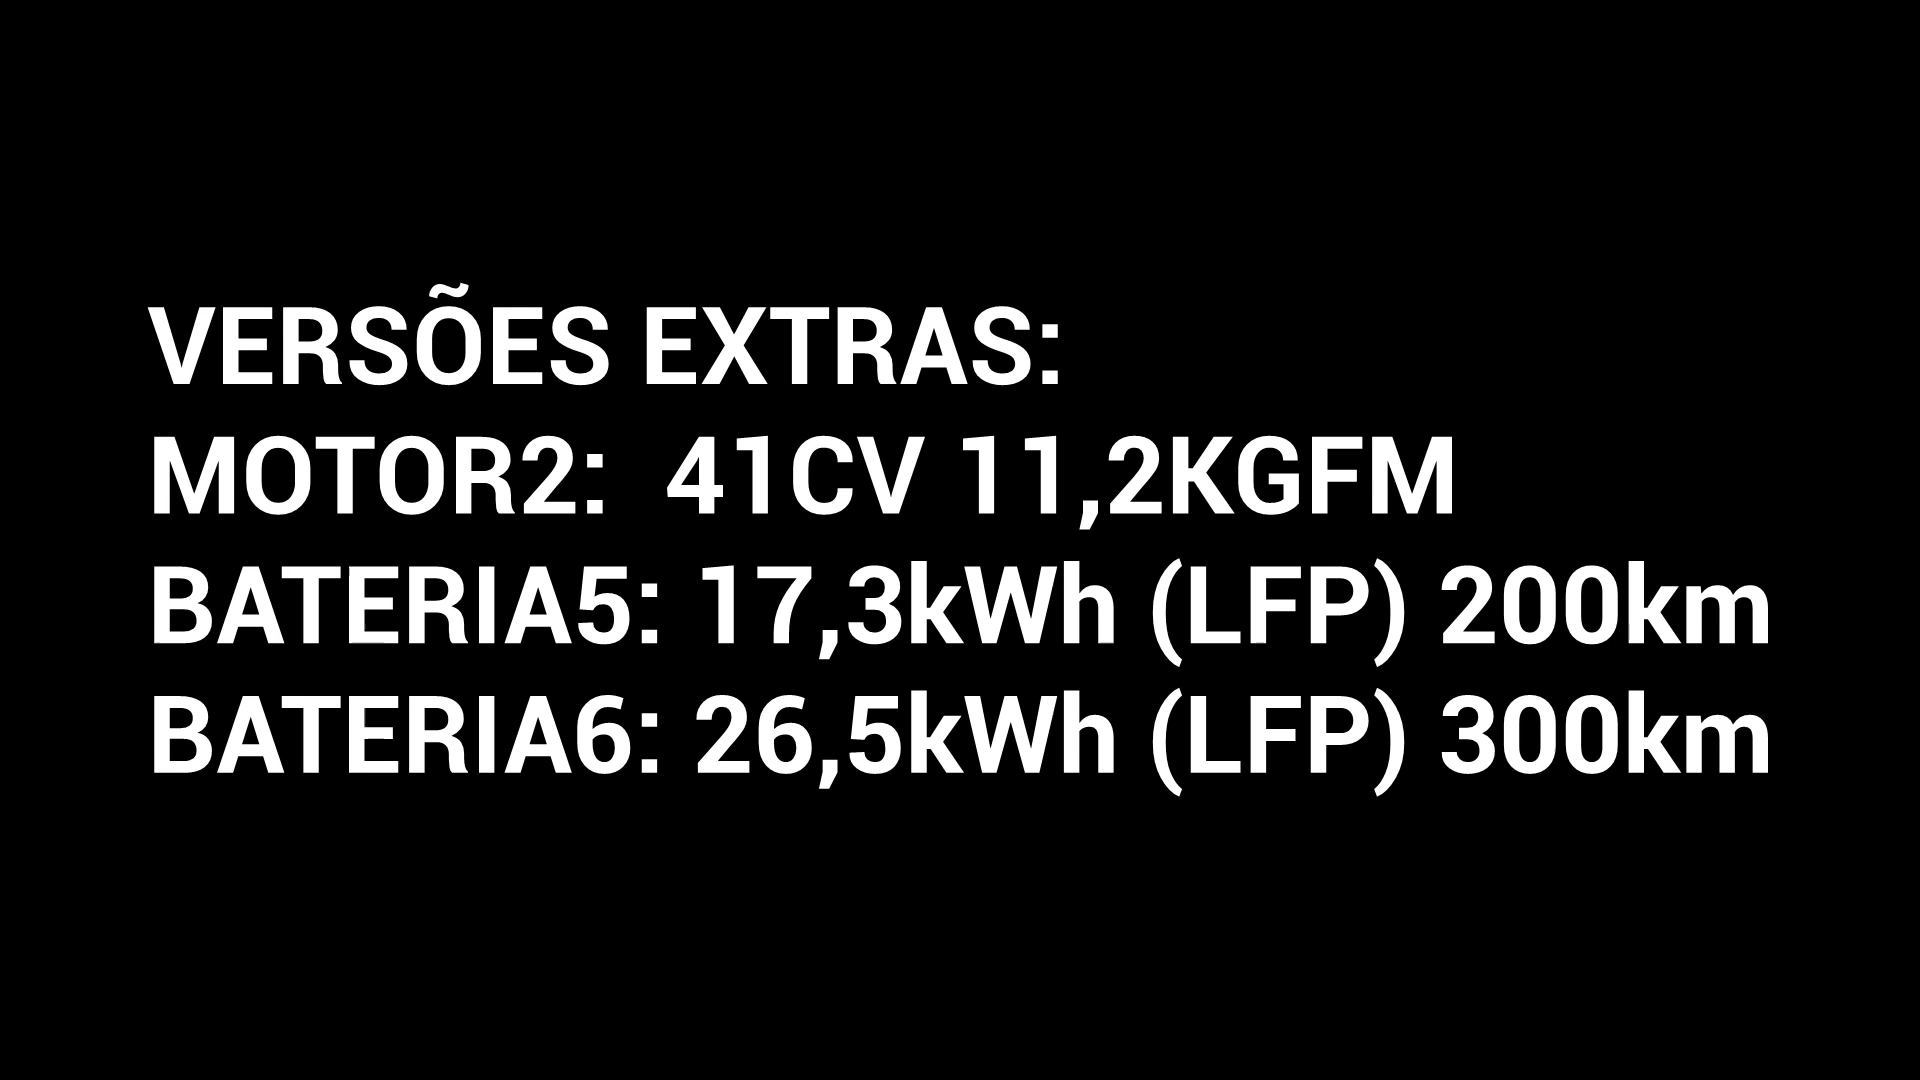 VERSÕES EXTRAS:
MOTOR2:  41CV 11,2KGFM
BATERIA5: 17,3kWh (LFP) 200km
BATERIA6: 26,5kWh (LFP) 300km